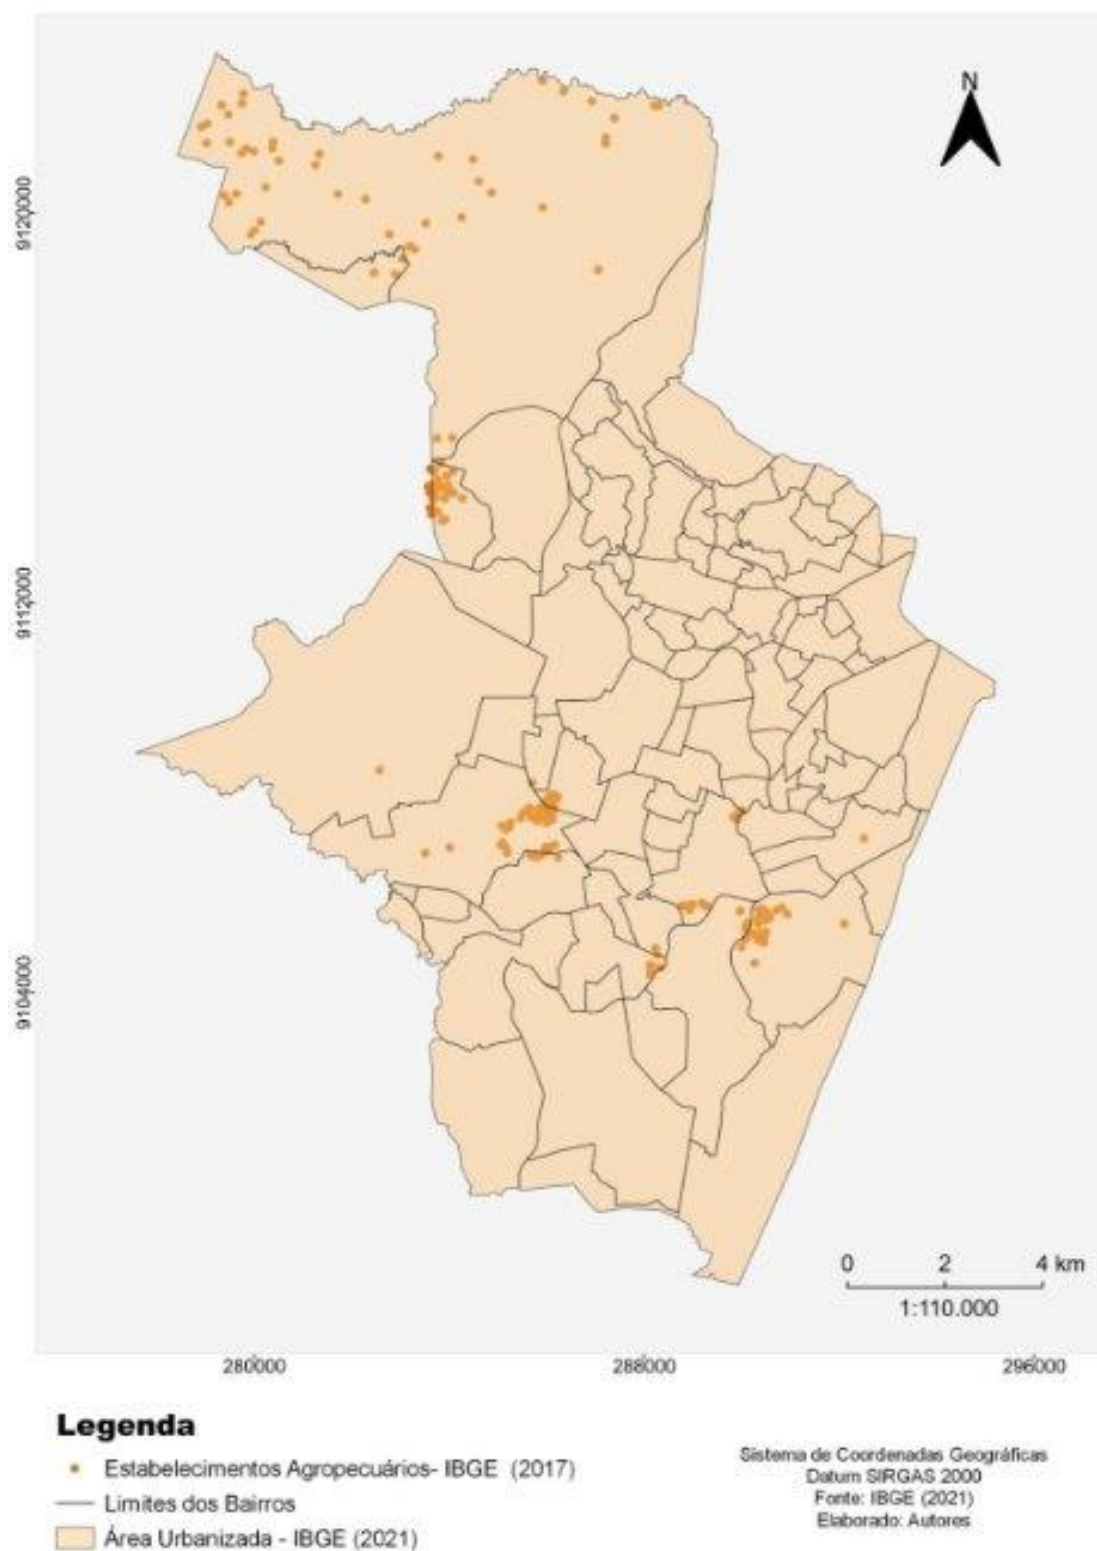 N
9120000
9112000
9104000
0 2 4 km
1:110.000
280000 288000 296000
Legenda
Estabelecimentos Agropecuários- IBGE (2017)
Limites dos Bairros
Área Urbanizada - IBGE (2021)
Sistema de Coordenadas Geográficas
Datum SIRGAS 2000
Fonte: IBGE (2021)
Elaborado: Autores